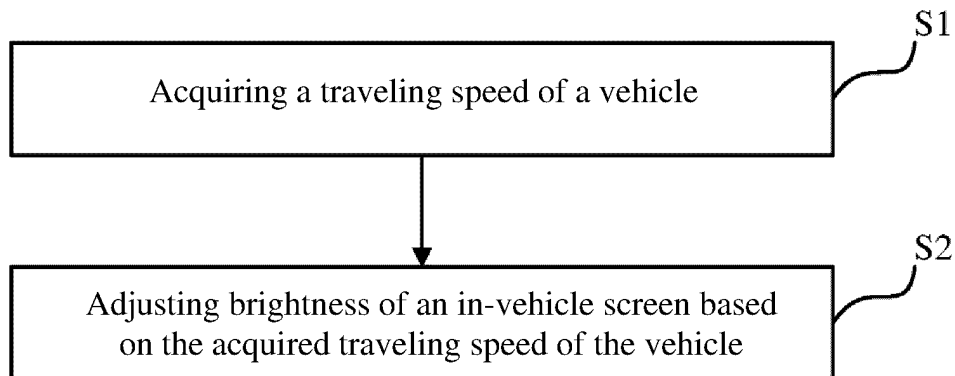 S1
Acquiring a traveling speed of a vehicle
S2
Adjusting brightness of an in-vehicle screen based
on the acquired traveling speed of the vehicle